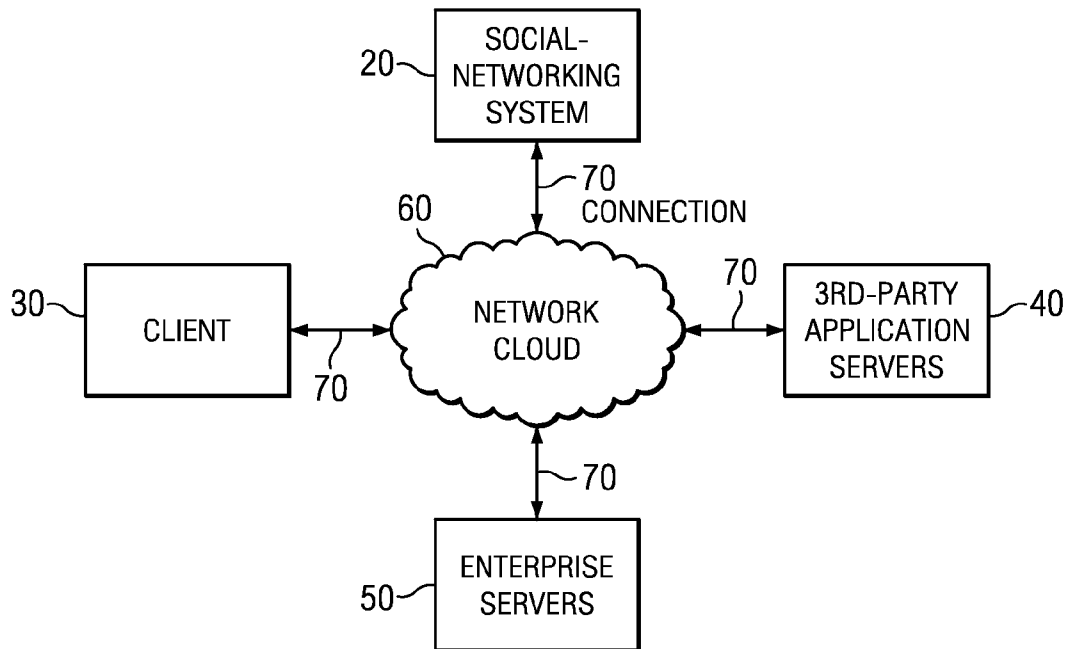 20
SOCIAL-
NETWORKING
SYSTEM
70
CONNECTION
60
30
CLIENT
70
NETWORK
CLOUD
70
3RD-PARTY
APPLICATION
SERVERS
40
70
50
ENTERPRISE
SERVERS